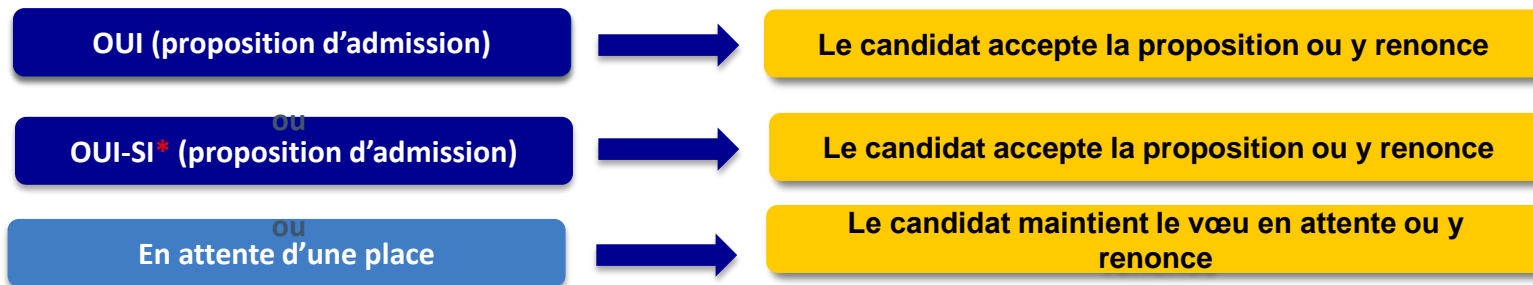 OUI (proposition d’admission)
Le candidat accepte la proposition ou y renonce
ou
OUI-SI* (proposition d’admission)
Le candidat accepte la proposition ou y renonce
ou
En attente d’une place
Le candidat maintient le vœu en attente ou y
renonce